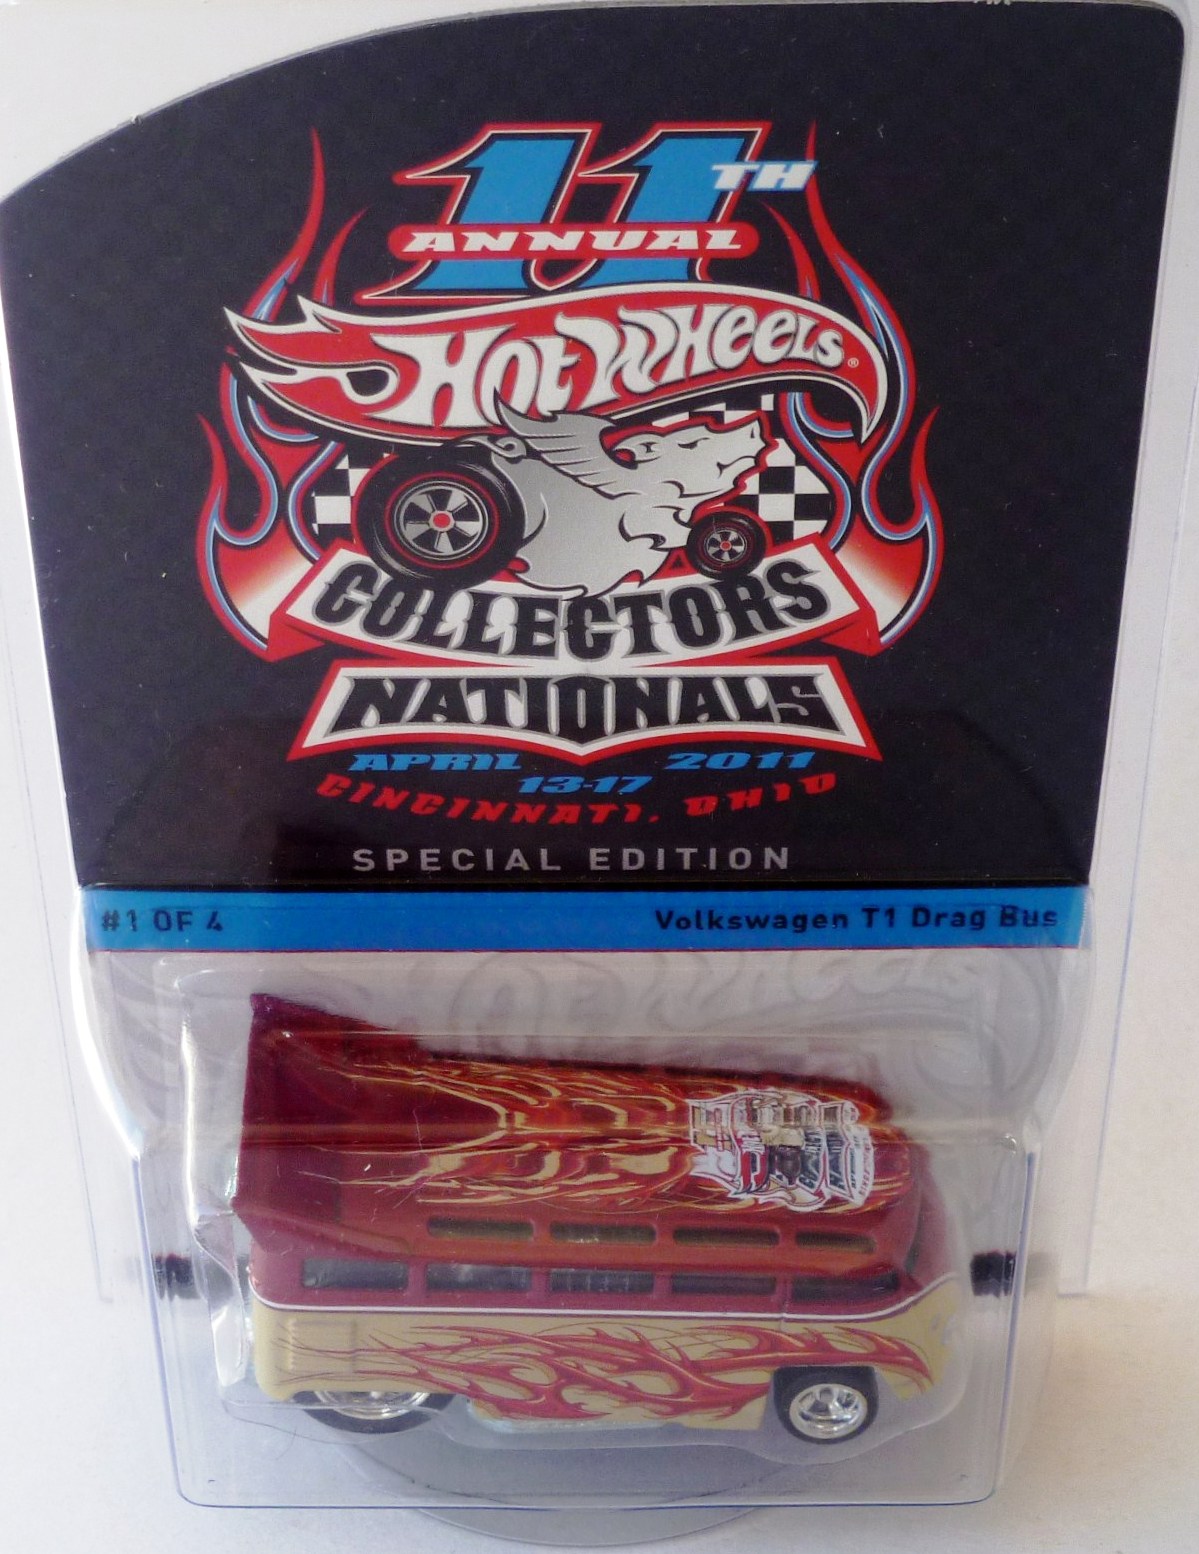 11TH
ANNUAL
Hot Wheels®
COLLECTORS
NATIONALS
APRIL 2011
13-17
CINCINNATI, OHIO
SPECIAL EDITION
#1 OF 4 Volkswagen T1 Drag Bus